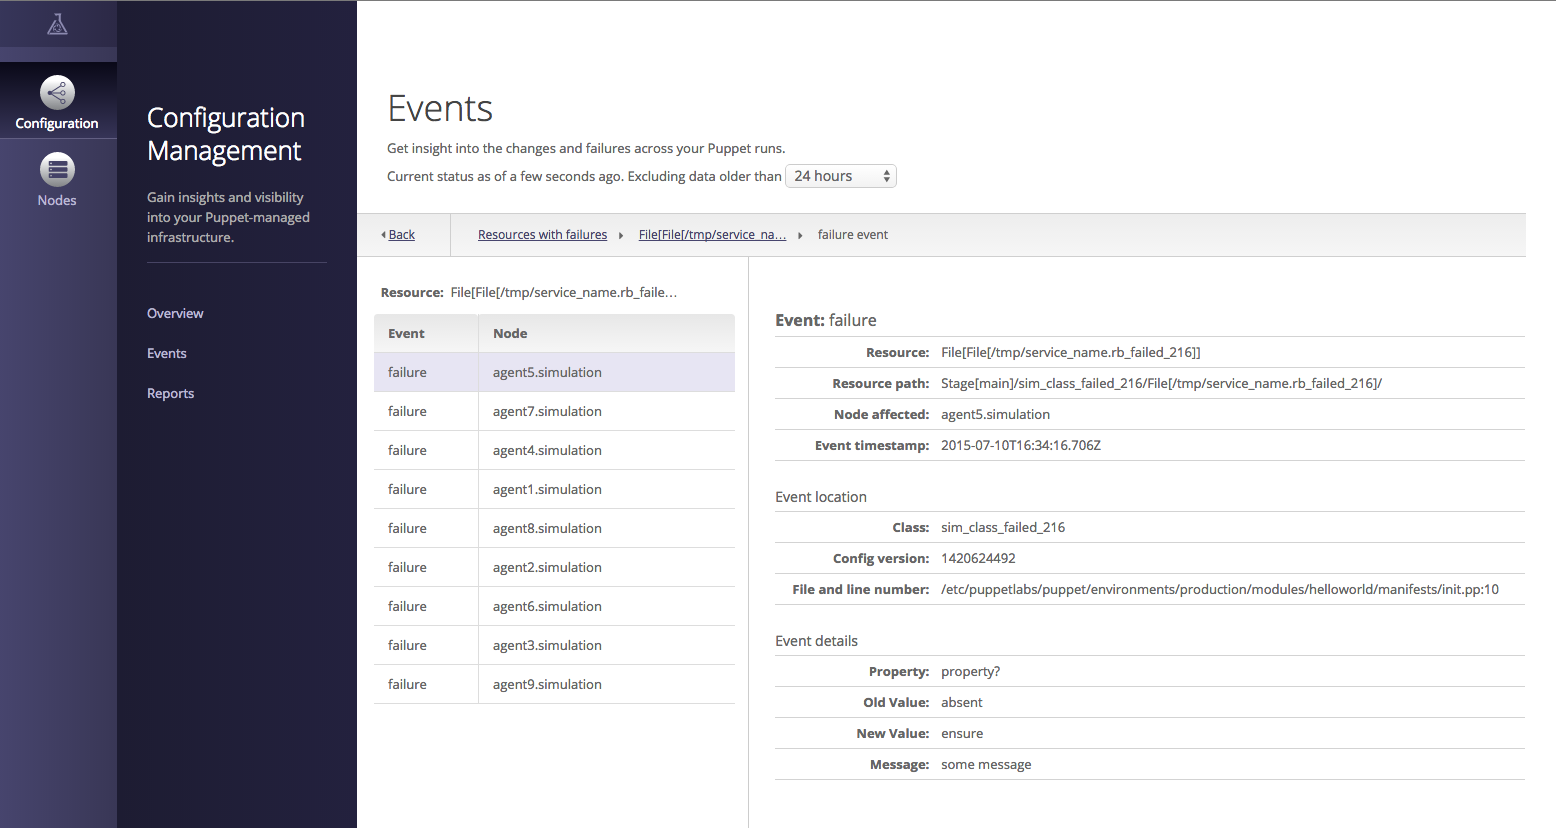 Configuration
Nodes
Configuration
Management
Gain insights and visibility
into your Puppet-managed
infrastructure.
Overview
Events
Reports
Events
Get insight into the changes and failures across your Puppet runs.
Current status as of a few seconds ago. Excluding data older than 24 hours
Back Resources with failures File[File[/tmp/service_na... failure event
Resource: File[File[/tmp/service_name.rb_faile...
Event Node
failure agent5.simulation
failure agent7.simulation
failure agent4.simulation
failure agent1.simulation
failure agent8.simulation
failure agent2.simulation
failure agent6.simulation
failure agent3.simulation
failure agent9.simulation
Event: failure
Resource: File[File[/tmp/service_name.rb_failed_216]]
Resource path: Stage[main]/sim_class_failed_216/File[/tmp/service_name.rb_failed_216]/
Node affected: agent5.simulation
Event timestamp: 2015-07-10T16:34:16.706Z
Event location
Class: sim_class_failed_216
Config version: 1420624492
File and line number: /etc/puppetlabs/puppet/environments/production/modules/helloworld/manifests/init.pp:10
Event details
Property: property?
Old Value: absent
New Value: ensure
Message: some message